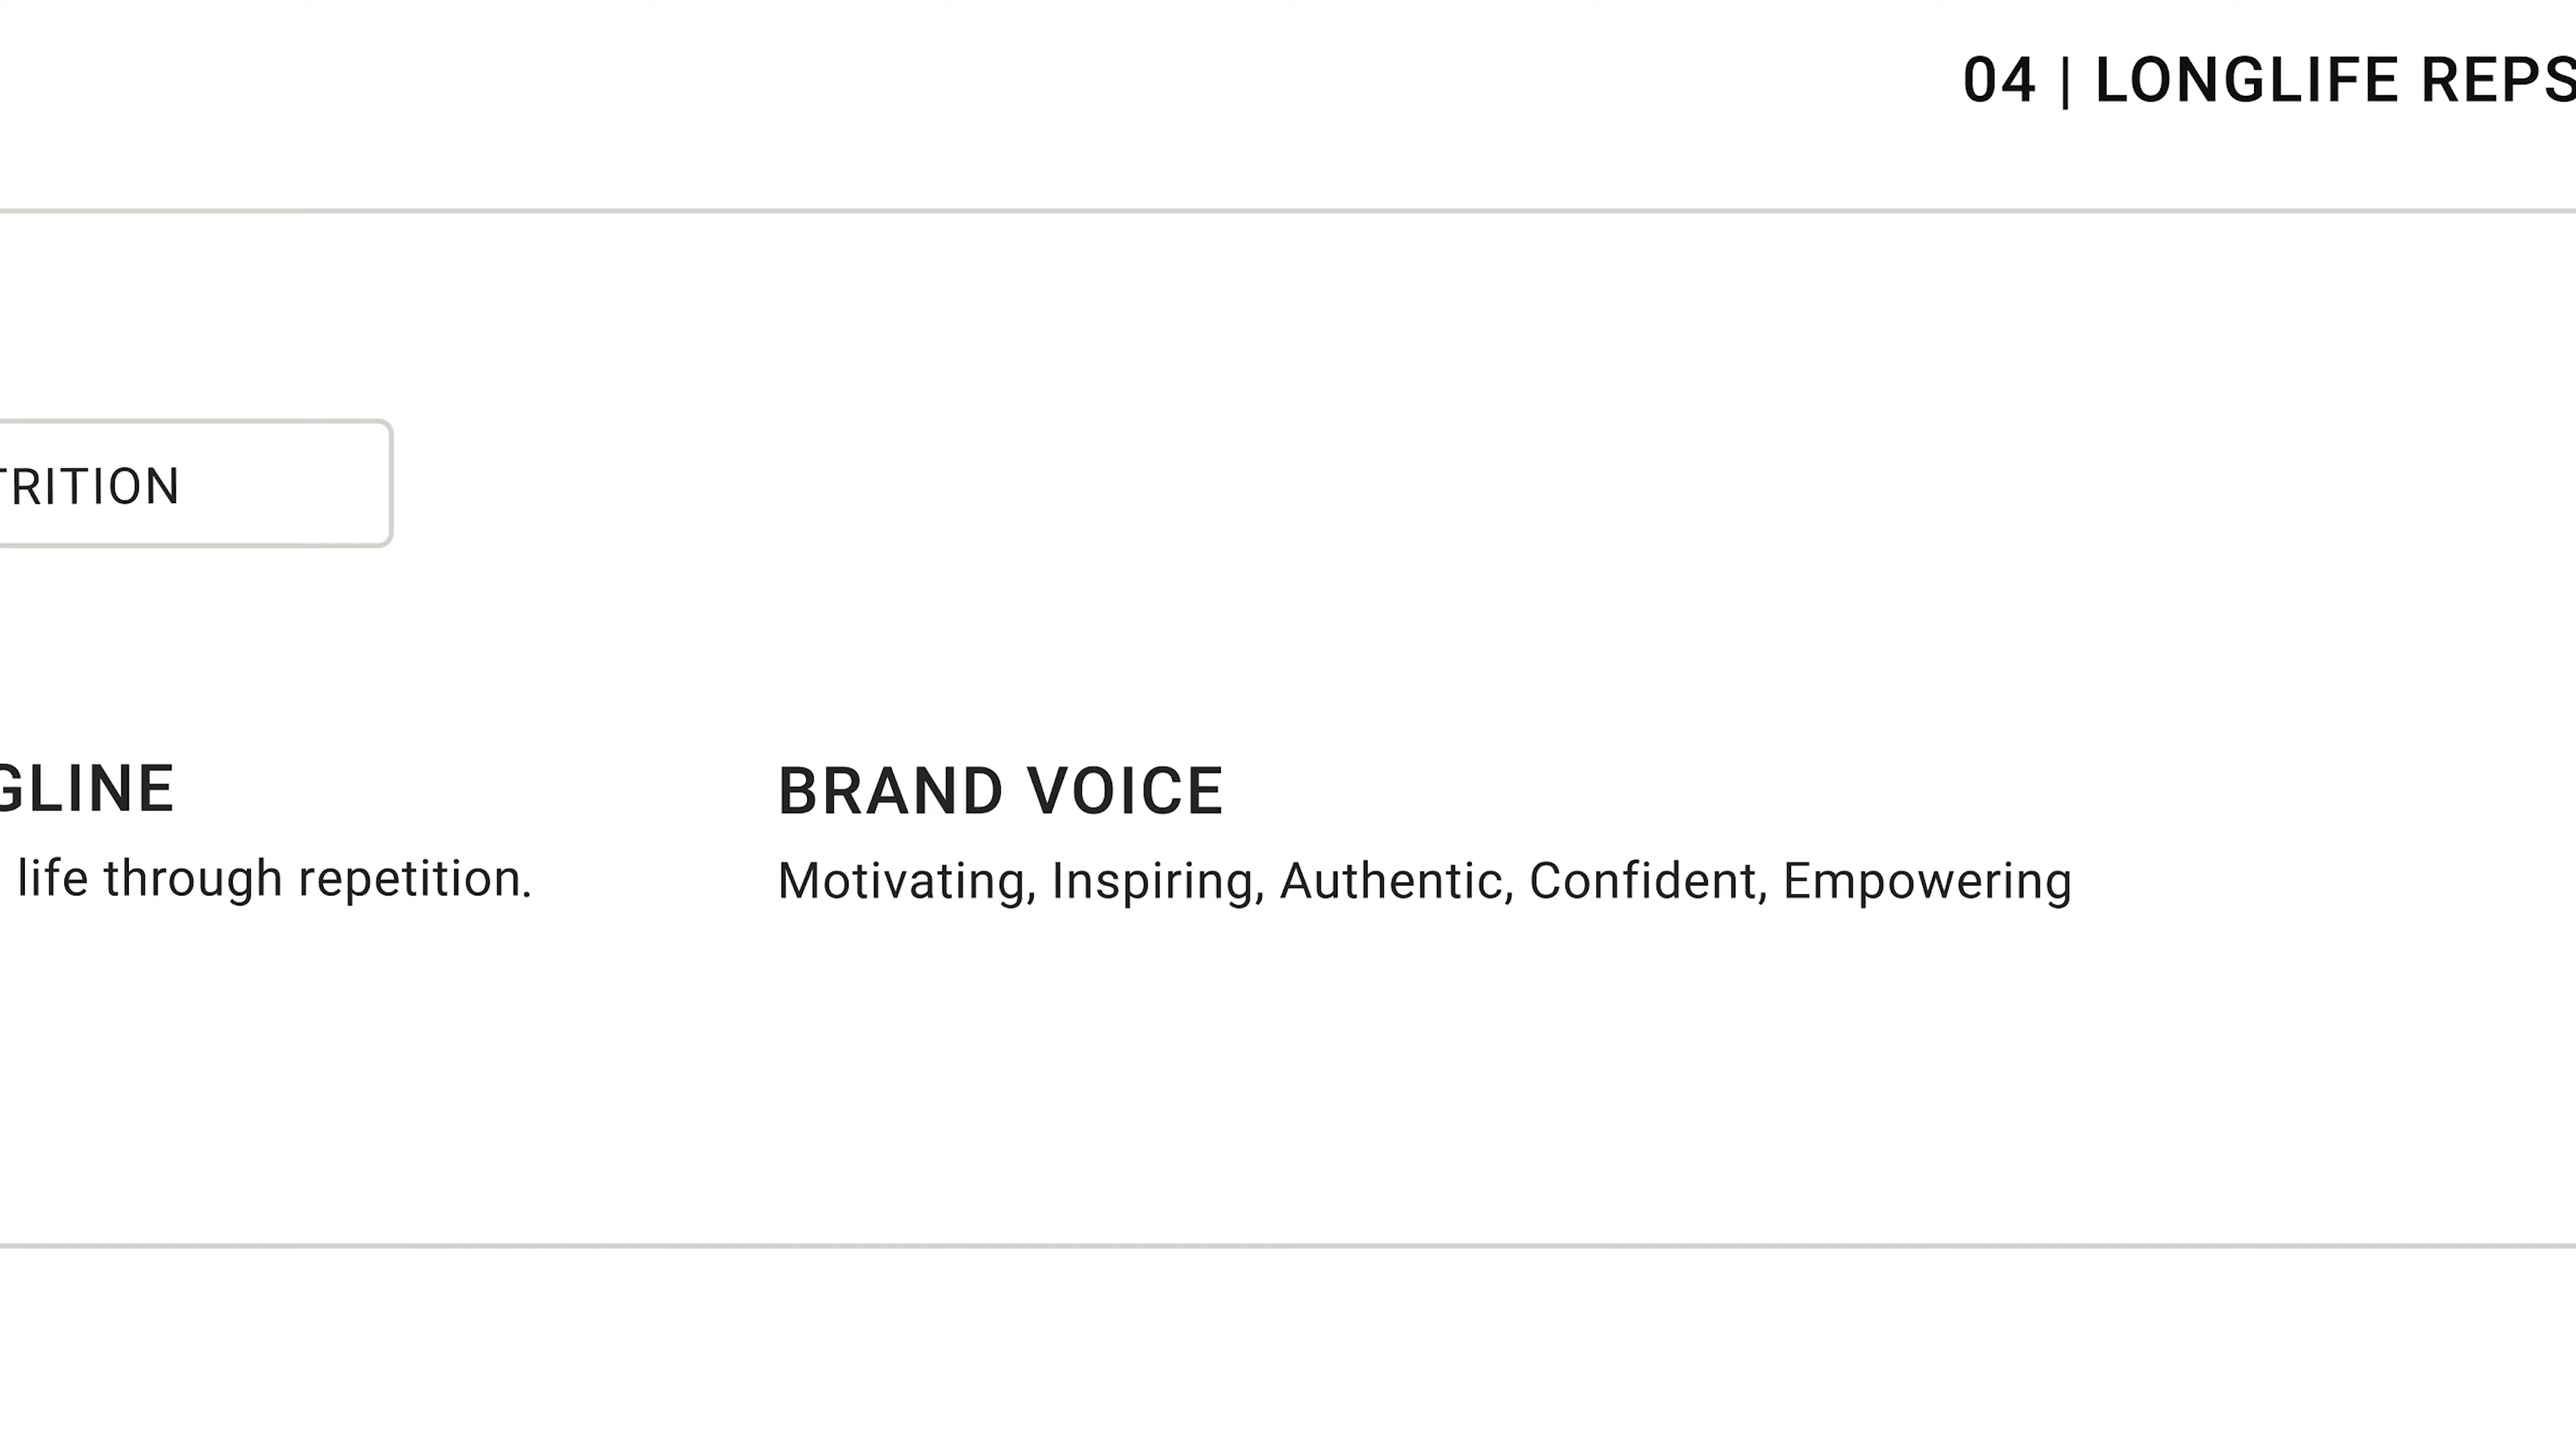 04 | LONGLIFE REPS
TRITION
GLINE
life through repetition.
BRAND VOICE
Motivating, Inspiring, Authentic, Confident, Empowering